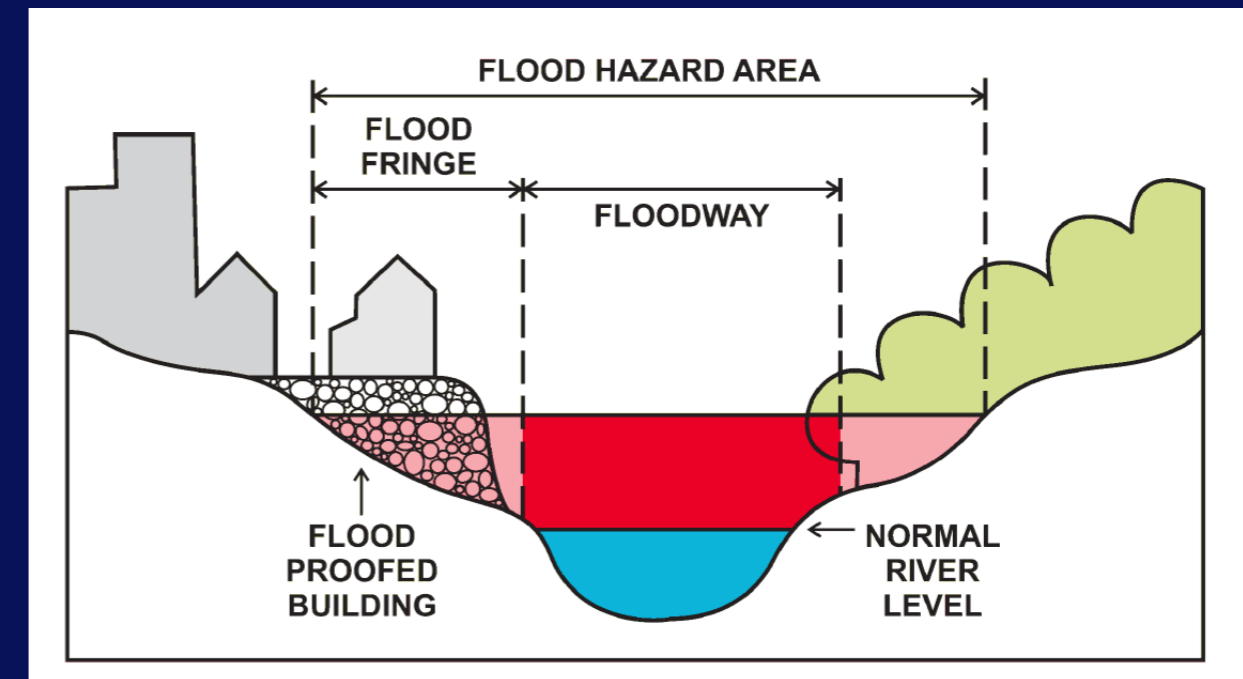 FLOOD HAZARD AREA
FLOOD
FRINGE
FLOODWAY
FLOOD
PROOFED
BUILDING
NORMAL
RIVER
LEVEL